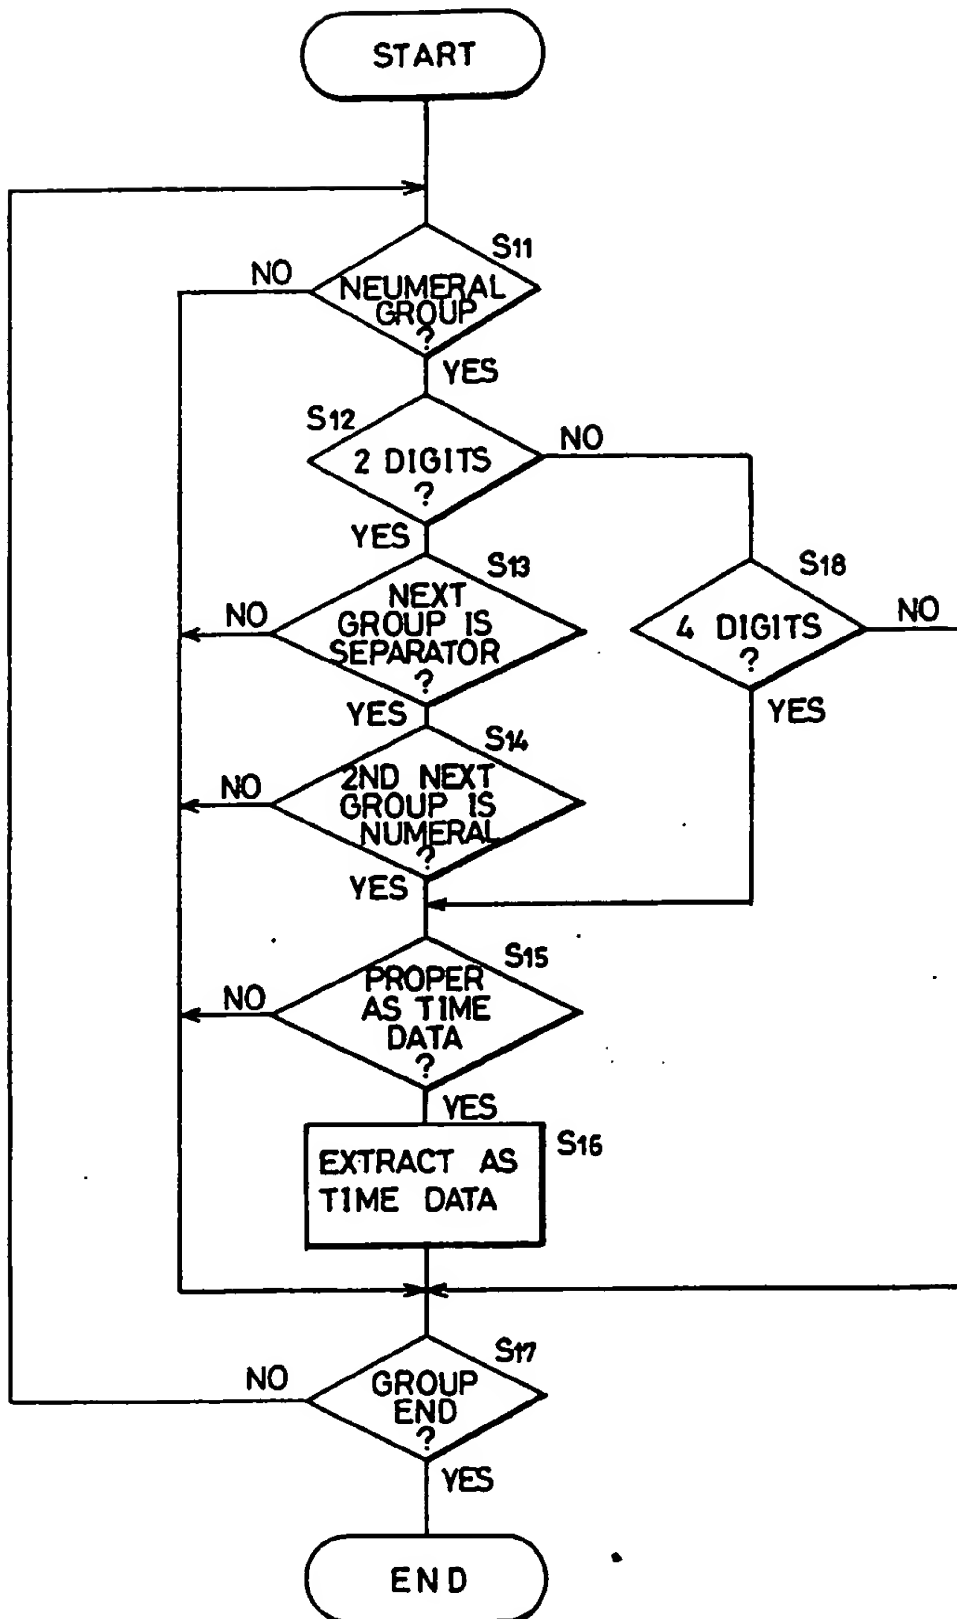 START
S11
NO
NEUMERAL
GROUP
?
YES
S12
NO
2 DIGITS
?
YES
S13
S18
NEXT
NO
GROUP IS
NO
4 DIGITS
SEPARATOR
?
?
YES
YES
S14
2ND NEXT
NO
GROUP IS
NUMERAL
?
YES
S15
PROPER
NO
AS TIME
DATA
?
YES
S16
EXTRACT AS
TIME DATA
S17
NO
GROUP
END
?
YES
END